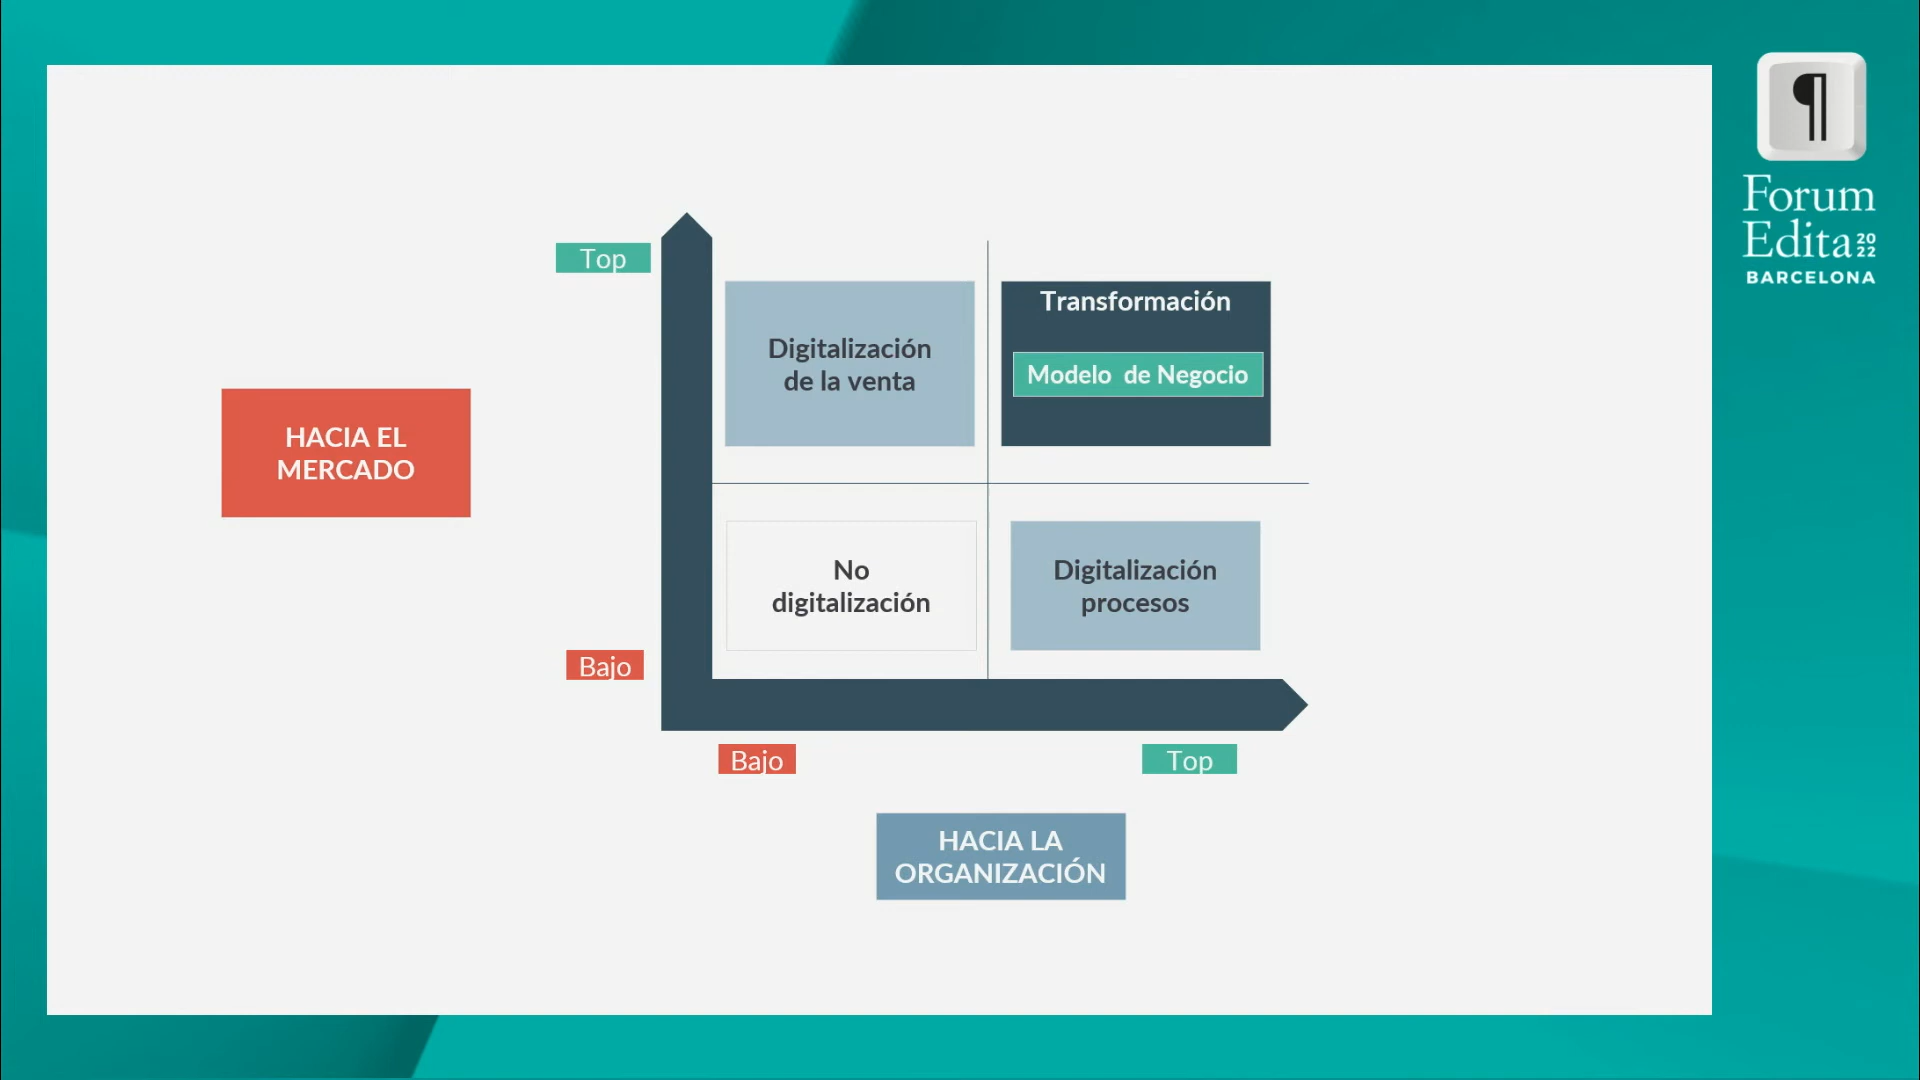 ¶
Forum
Edita 20
22
BARCELONA
Top
Transformación
Digitalización
de la venta
Modelo de Negocio
HACIA EL
MERCADO
No
digitalización
Digitalización
procesos
Bajo
Bajo
Top
HACIA LA
ORGANIZACIÓN